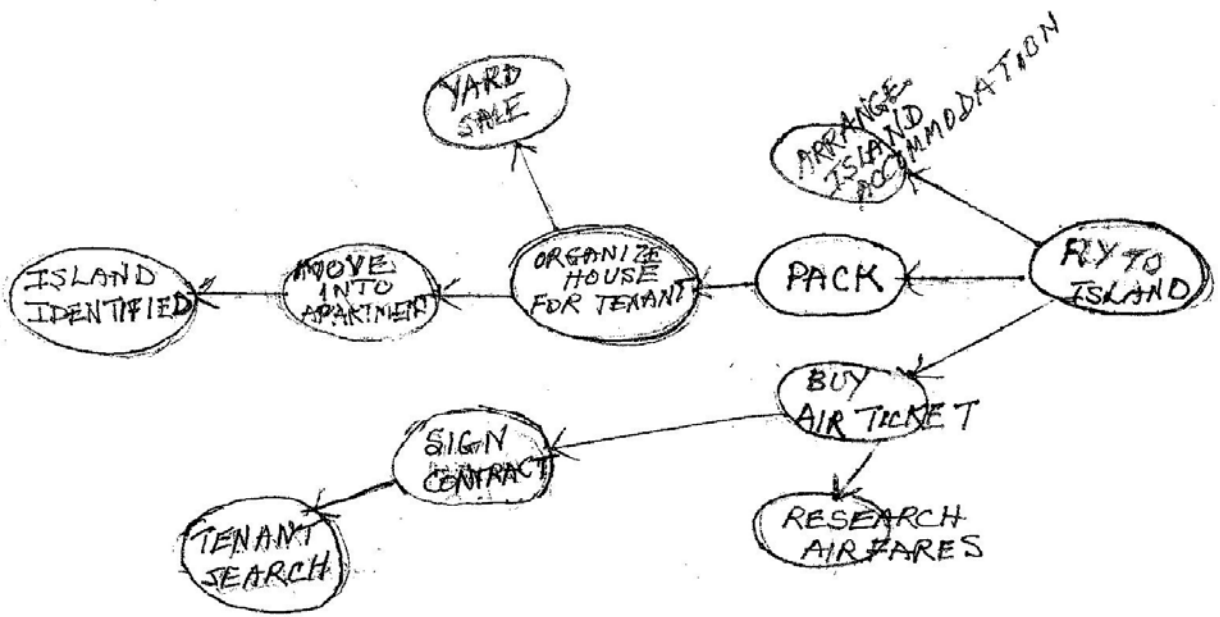 YARD
SALE
ARRANGE
ISLAND
ACCOMMODATION
ISLAND
IDENTIFIED
MOVE
INTO
APARTMENT
ORGANIZE
HOUSE
FOR TENANT
PACK
FLY TO
ISLAND
BUY
AIR TICKET
SIGN
CONTRACT
TENANT
SEARCH
RESEARCH
AIRFARES